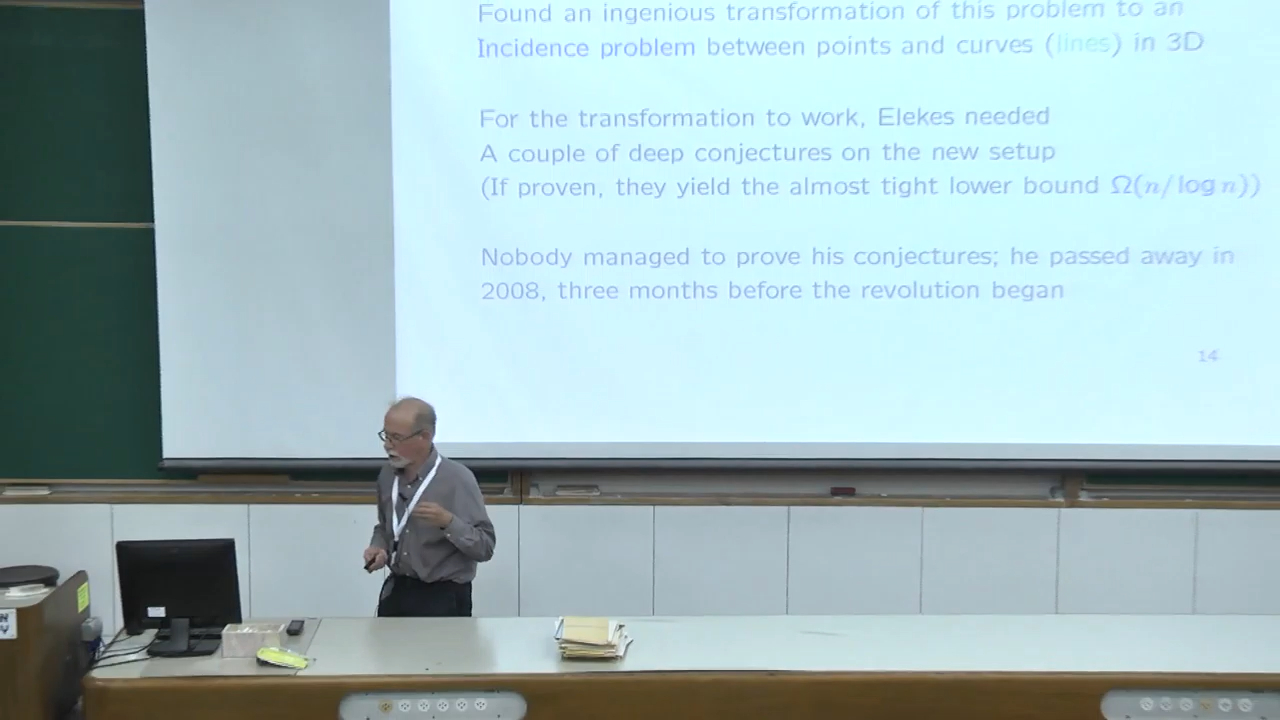 Found an ingenious transformation of this problem to an
Incidence problem between points and curves (lines) in 3D
For the transformation to work, Elekes needed
A couple of deep conjectures on the new setup
(If proven, they yield the almost tight lower bound Ω(n/log n))
Nobody managed to prove his conjectures; he passed away in
2008, three months before the revolution began
14